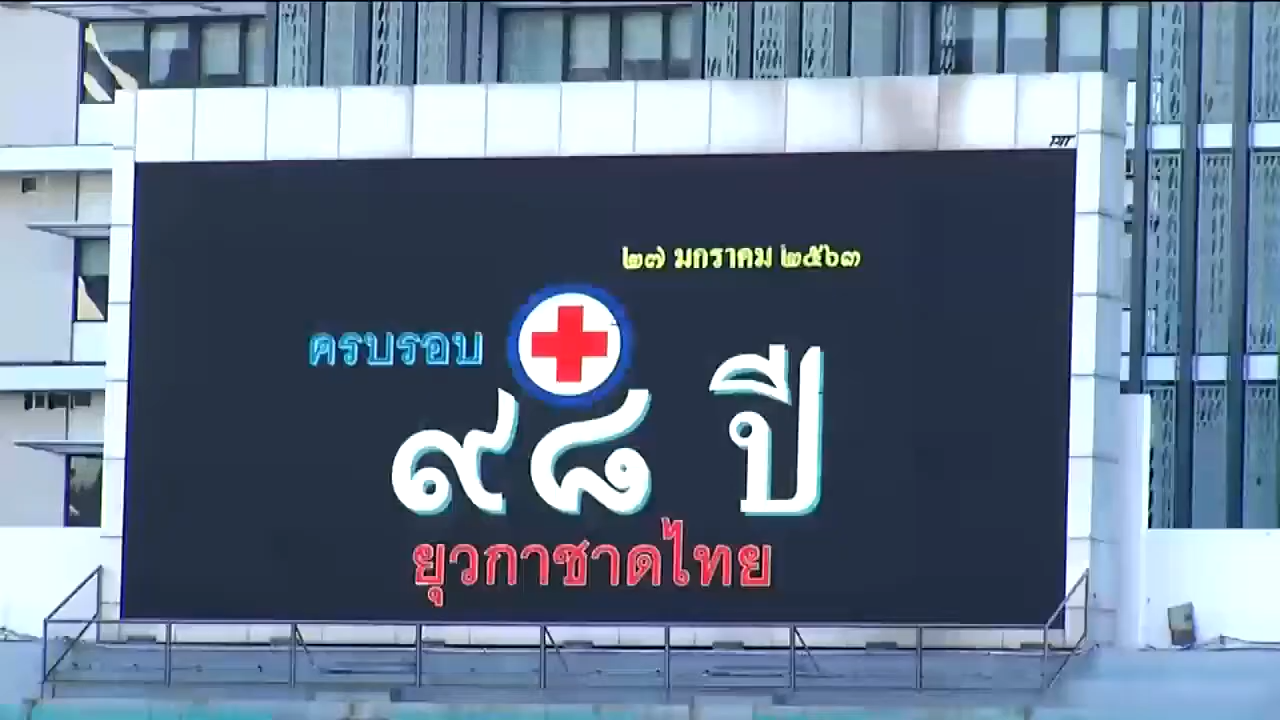 PIT
๒๗ มกราคม ๒๕๖๓
ครบรอบ
๙๘ ปี
ยุวกาชาดไทย